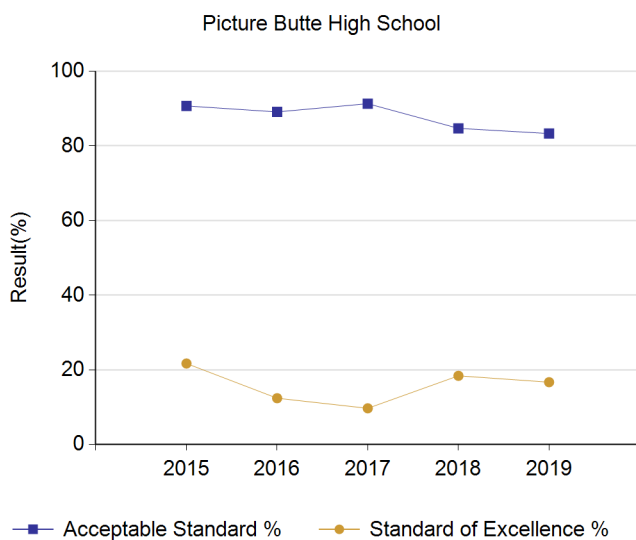 Picture Butte High School
100
80
60
40
20
0
Result(%)
2015 2016 2017 2018 2019
Acceptable Standard % Standard of Excellence %